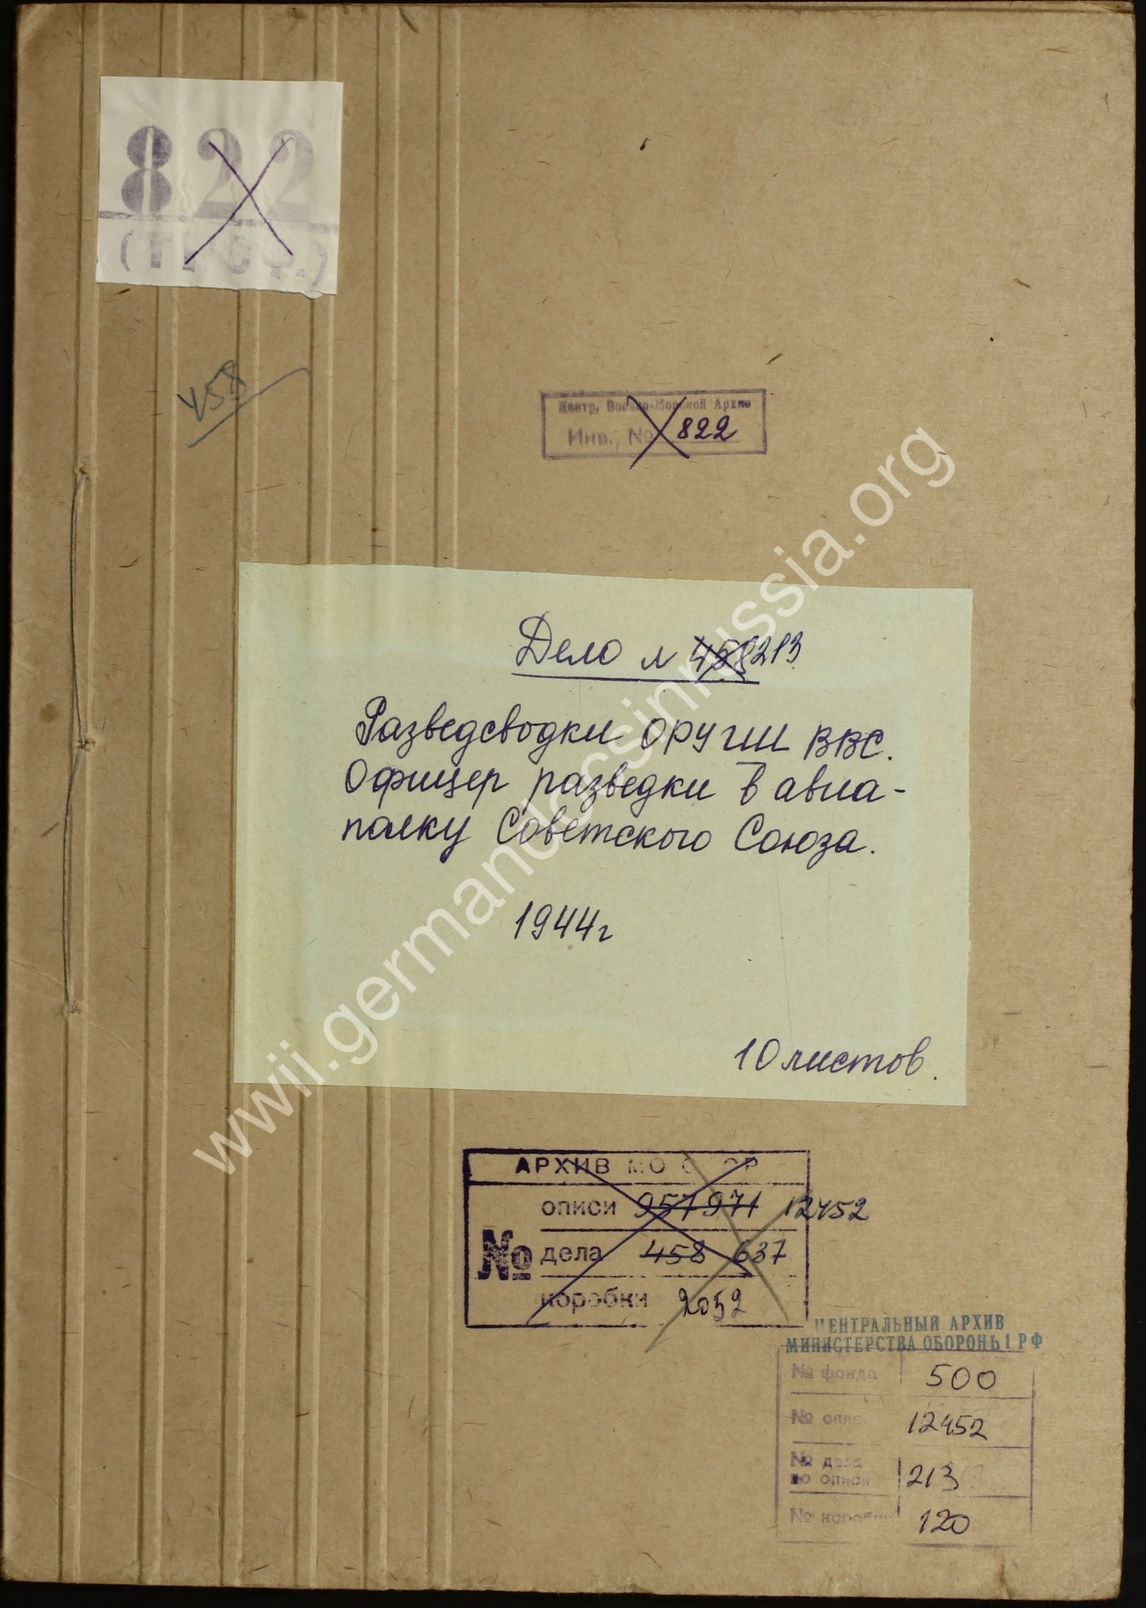 822
458
Центр. Военно-Морской Архив
Инв. № 822
Дело № 458 213
Разведсводки ОРУ ГШ ВВС.
Офицер разведки в авиа-
полку Советского Союза.
1944г
10 листов.
АРХИВ МО
описи 957971 12452
№ дела 458 637
коробки 2052
ЦЕНТРАЛЬНЫЙ АРХИВ
МИНИСТЕРСТВА ОБОРОНЫ РФ
№ фонда 500
№ описи 12452
№ дела
по описи 213
№ коробки 120
www.wwii.germandocsinrussia.org